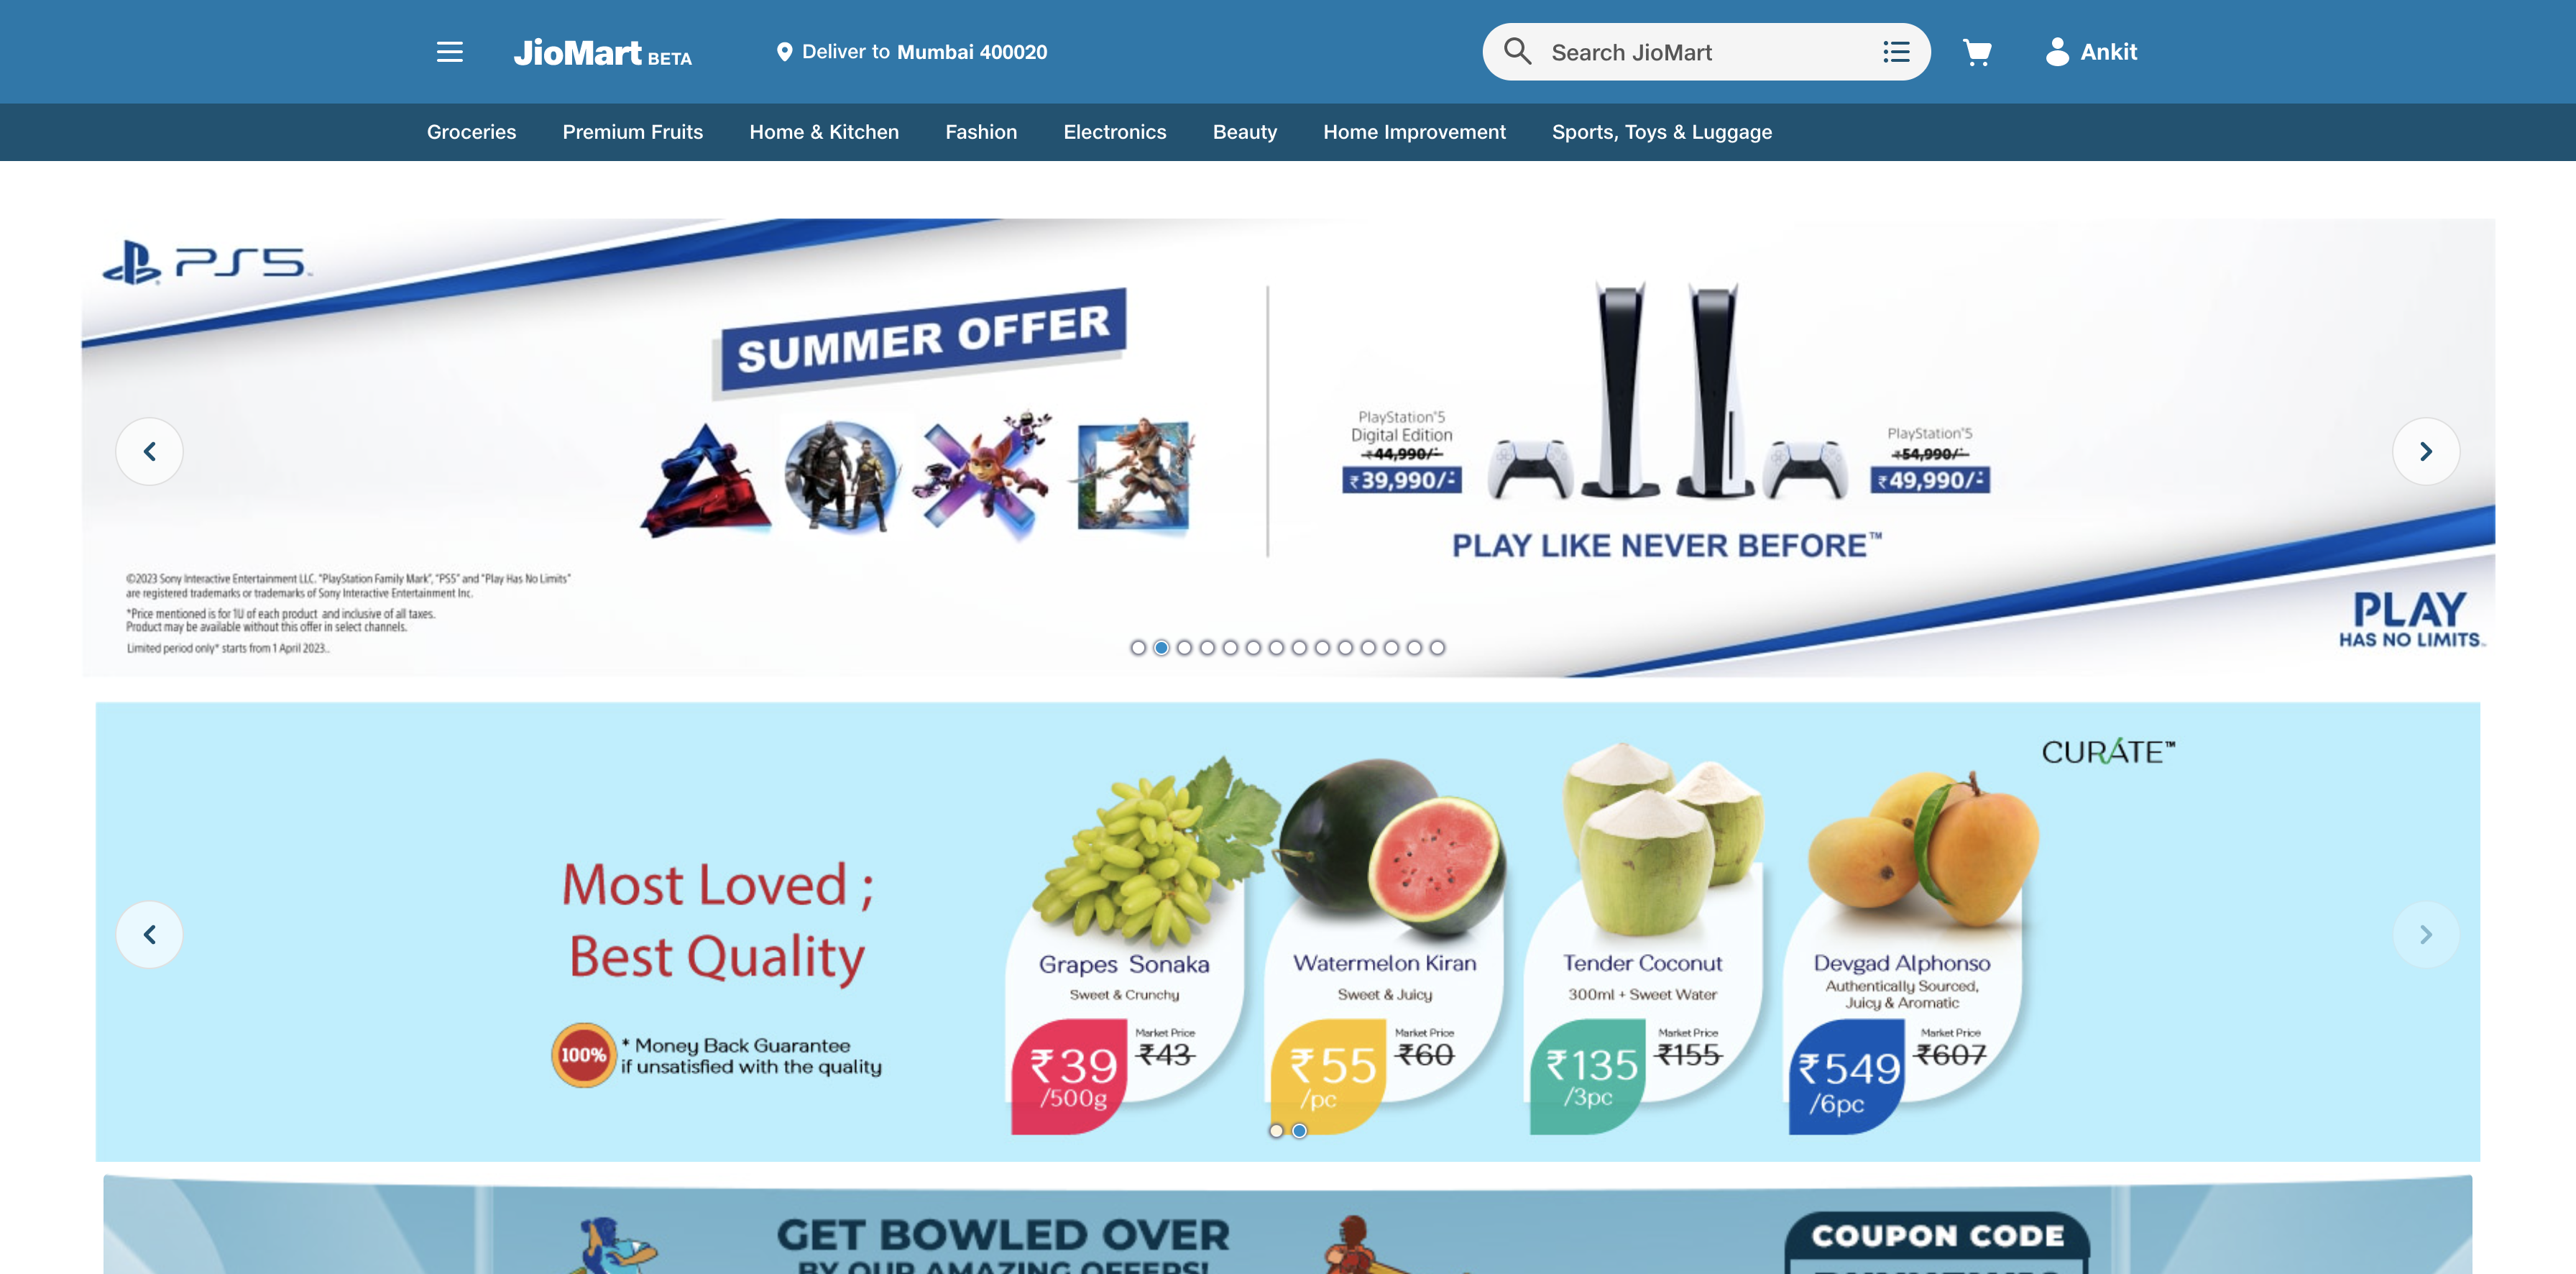 JioMart BETA
Deliver to Mumbai 400020
Search JioMart
Ankit
Groceries
Premium Fruits
Home & Kitchen
Fashion
Electronics
Beauty
Home Improvement
Sports, Toys & Luggage
PS5™
SUMMER OFFER
PlayStation®5
Digital Edition
₹44,990/-*
₹39,990/-*
PlayStation®5
₹54,990/-*
₹49,990/-*
PLAY LIKE NEVER BEFORE™
©2023 Sony Interactive Entertainment LLC. "PlayStation Family Mark", "PS5" and "Play Has No Limits"
are registered trademarks or trademarks of Sony Interactive Entertainment Inc.
*Price mentioned is for 1U of each product and inclusive of all taxes.
Product may be available without this offer in select channels.
Limited period only* starts from 1 April 2023..
PLAY
HAS NO LIMITS™
CURATE™
Most Loved ;
Best Quality
100%
* Money Back Guarantee
if unsatisfied with the quality
Grapes Sonaka
Sweet & Crunchy
Market Price
₹43
₹39
/500g
Watermelon Kiran
Sweet & Juicy
Market Price
₹60
₹55
/pc
Tender Coconut
300ml + Sweet Water
Market Price
₹155
₹135
/3pc
Devgad Alphonso
Authentically Sourced,
Juicy & Aromatic
Market Price
₹607
₹549
/6pc
GET BOWLED OVER
BY OUR AMAZING OFFERS!
COUPON CODE